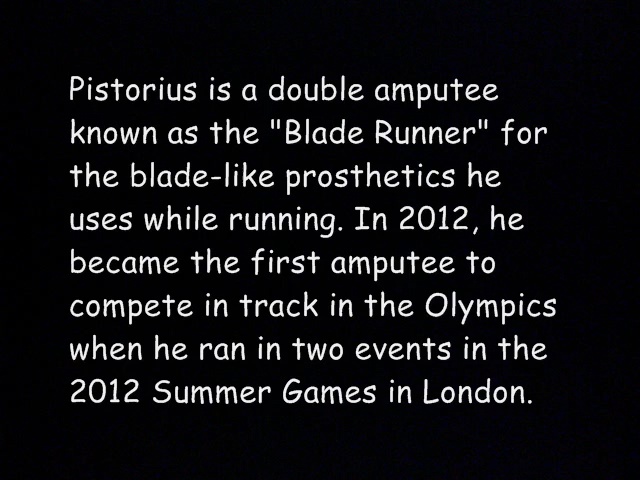 Pistorius is a double amputee
known as the "Blade Runner" for
the blade-like prosthetics he
uses while running. In 2012, he
became the first amputee to
compete in track in the Olympics
when he ran in two events in the
2012 Summer Games in London.